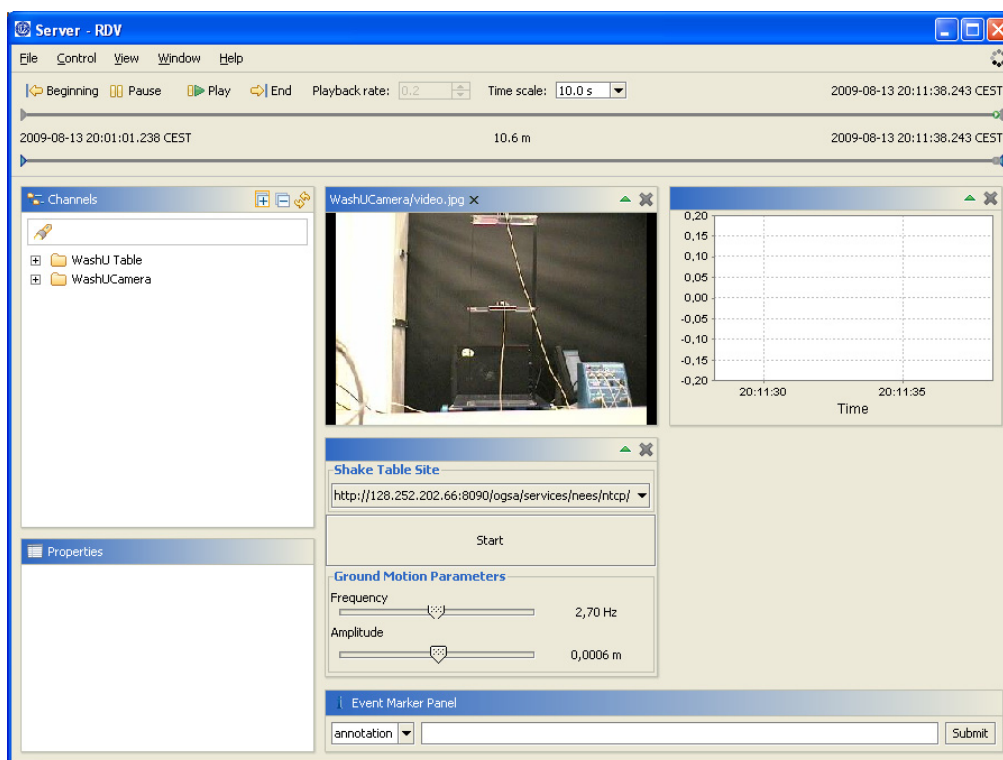 Server - RDV
File Control View Window Help
Beginning Pause Play End Playback rate: 0.2 Time scale: 10.0 s 2009-08-13 20:11:38.243 CEST
2009-08-13 20:01:01.238 CEST 10.6 m 2009-08-13 20:11:38.243 CEST
Channels
WashU Table
WashUCamera
Properties
WashUCamera/video.jpg
0,20
0,15
0,10
0,05
0,00
-0,05
-0,10
-0,15
-0,20
20:11:30 20:11:35
Time
Shake Table Site
http://128.252.202.66:8090/ogsa/services/nees/ntcp/
Start
Ground Motion Parameters
Frequency
2,70 Hz
Amplitude
0,0006 m
Event Marker Panel
annotation Submit